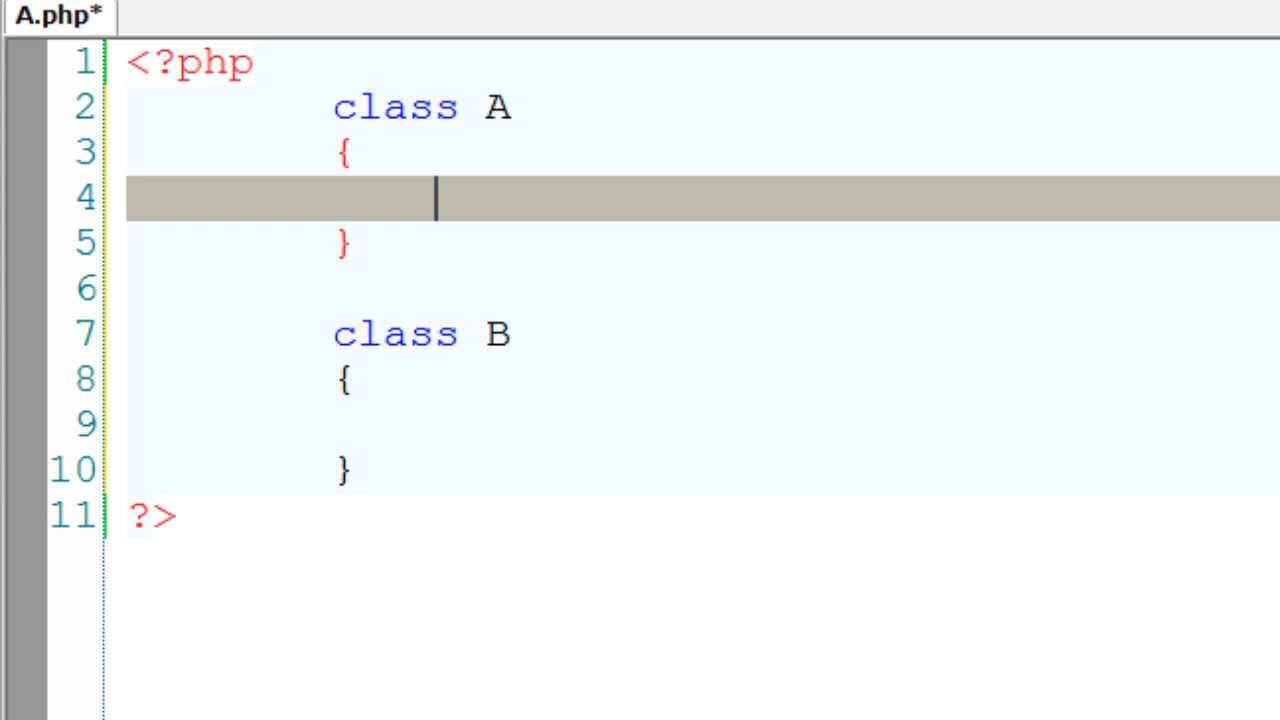 A.php*
1 <?php
2 class A
3 {
4
5 }
6
7 class B
8 {
9
10 }
11 ?>